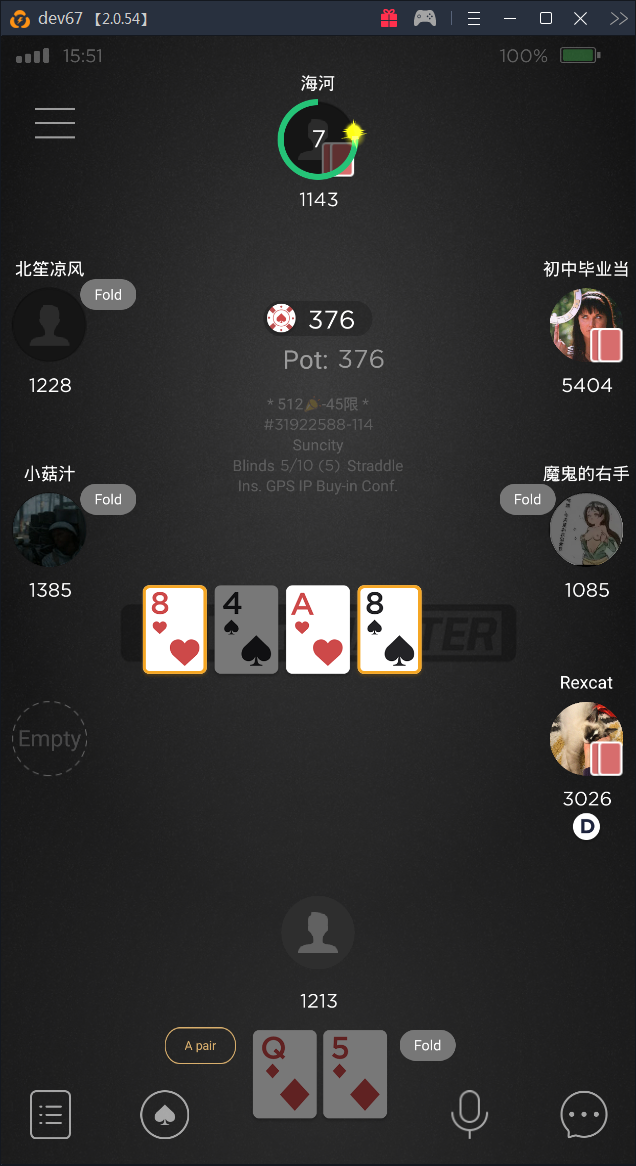 dev67 【2.0.54】
15:51
100%
海河
7
1143
北笙凉风
Fold
1228
初中毕业当
5404
376
Pot: 376
* 512 -45限 *
#31922588-114
Suncity
Blinds 5/10 (5) Straddle
Ins. GPS IP Buy-in Conf.
小菇汁
Fold
1385
魔鬼的右手
Fold
1085
8
4
A
8
TER
Rexcat
3026
D
Empty
1213
A pair
Q
5
Fold